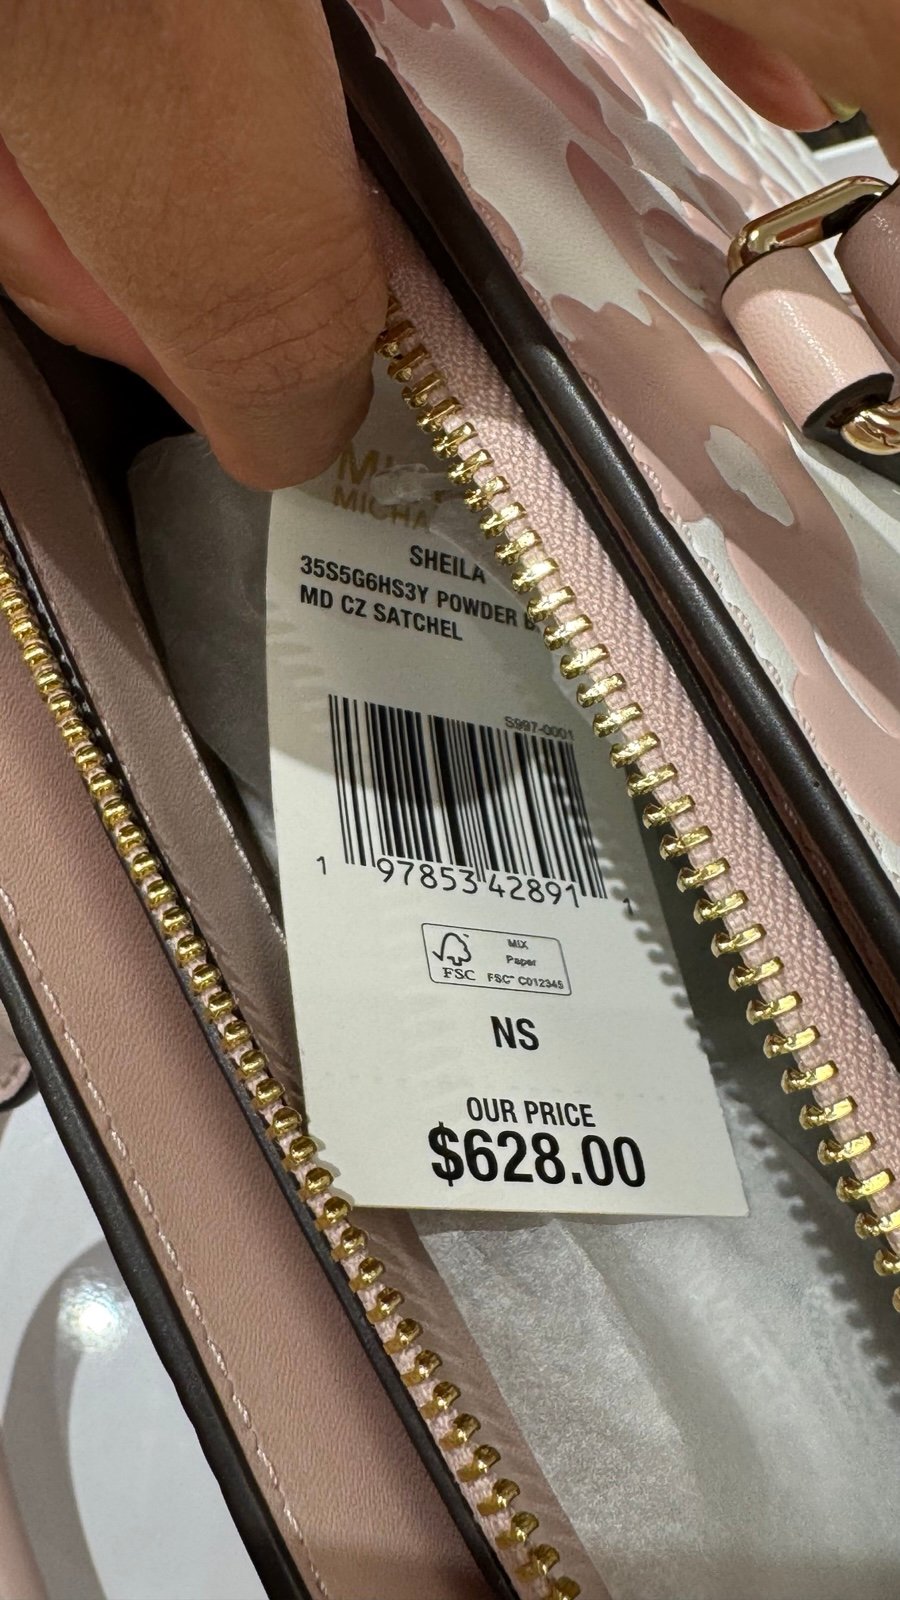 SHEILA
35S5G6HS3Y POWDER
MD CZ SATCHEL
S997-0001
1 97853 42891 1
MIX
Paper
FSC FSC™ C012345
NS
OUR PRICE
$628.00